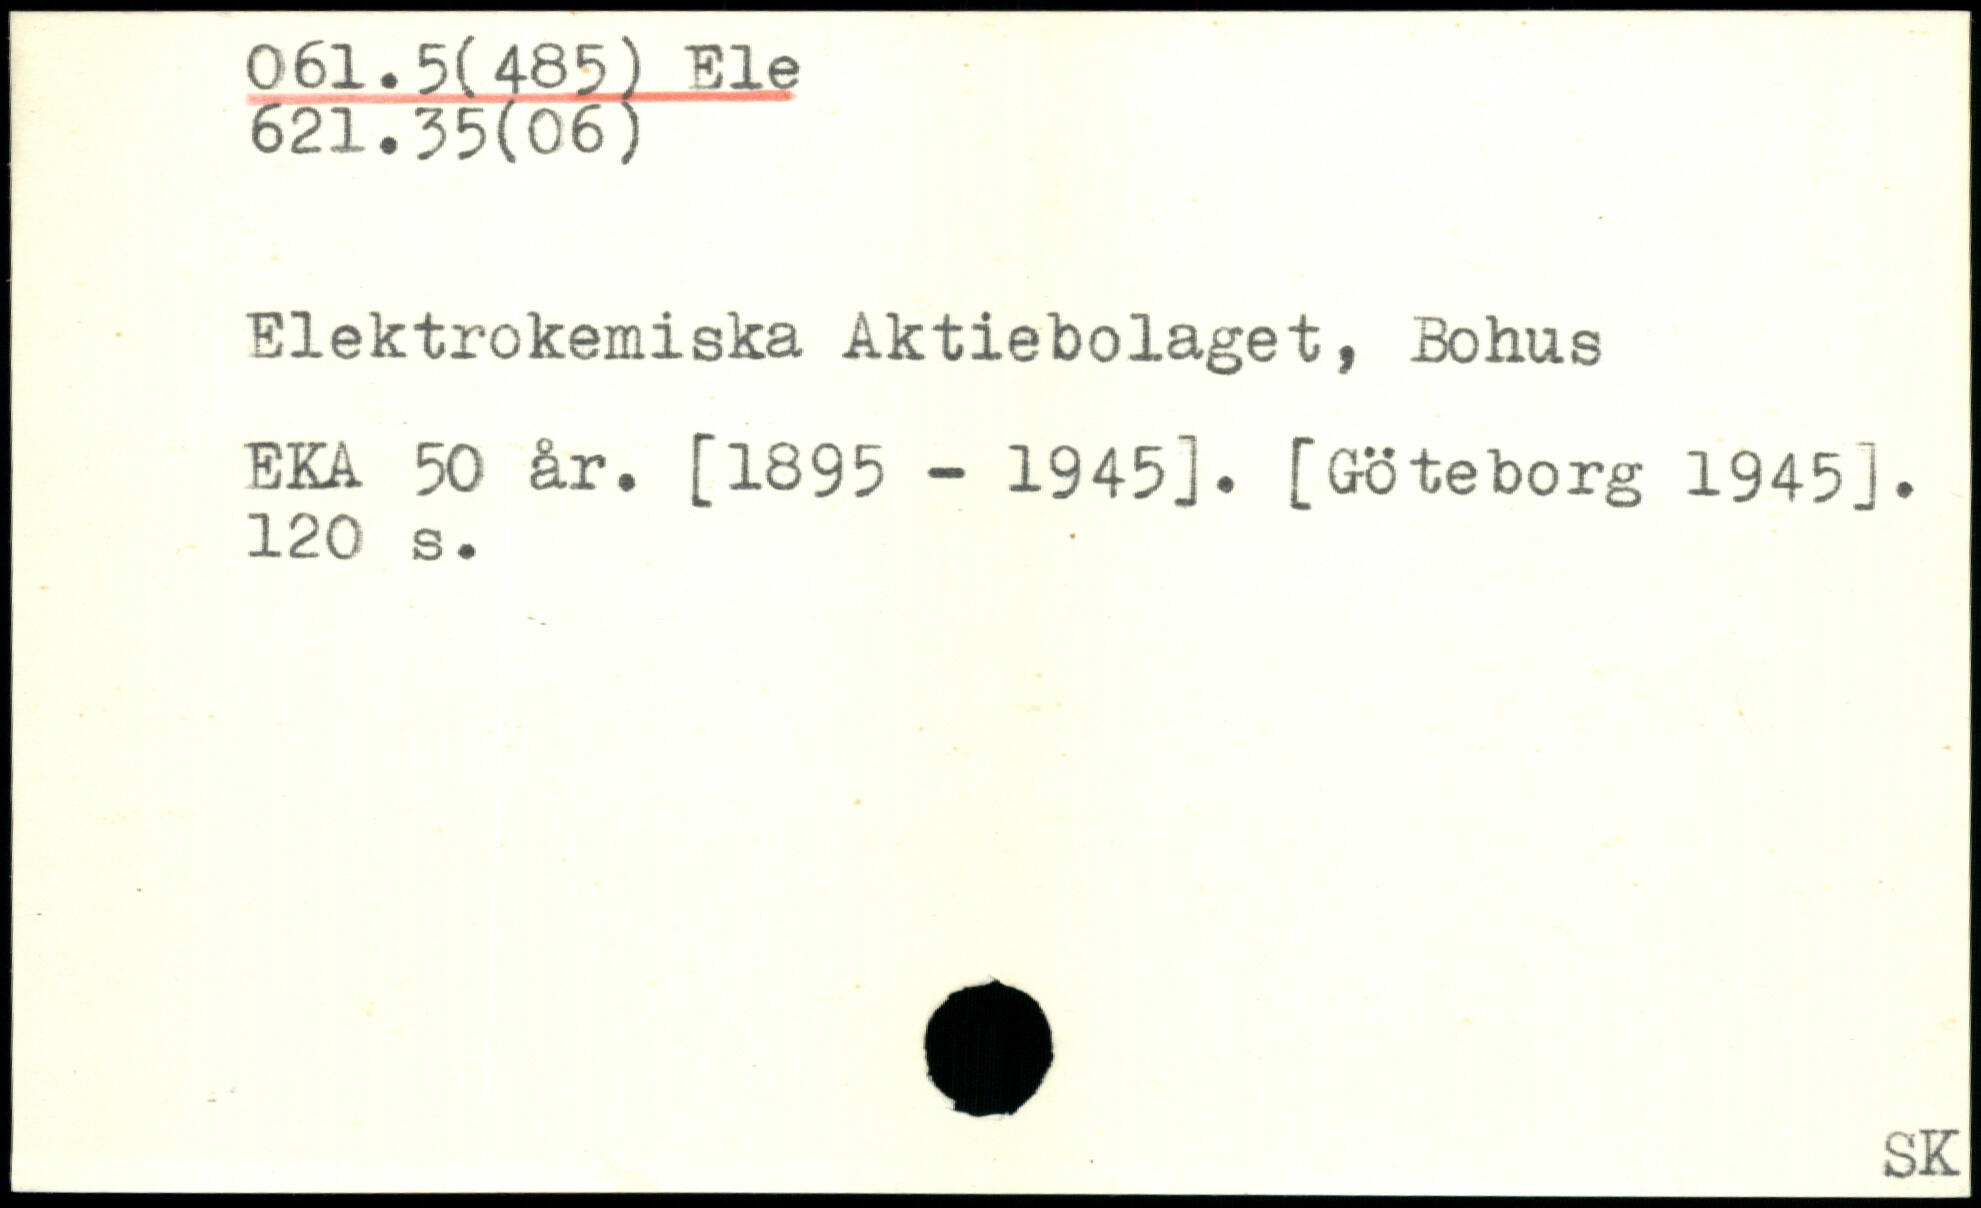 061.5(485) Ele
621.35(06)
Elektrokemiska Aktiebolaget, Bohus
EKA 50 år. [1895 - 1945]. [Göteborg 1945].
120 s.
SK